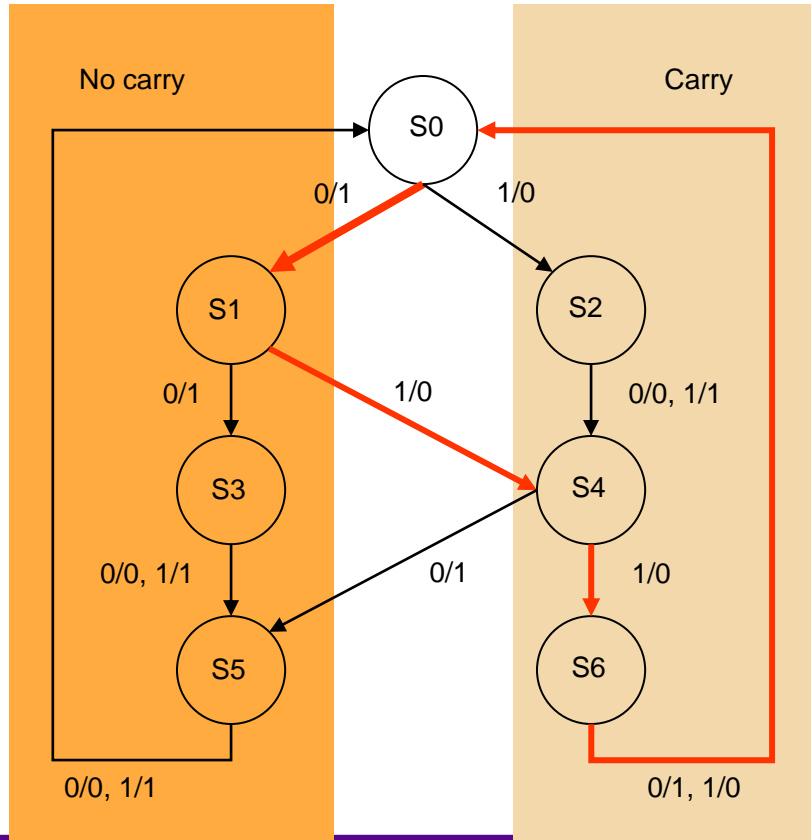 No carry
Carry
S0
0/1
1/0
S1
S2
0/1
1/0
0/0, 1/1
S3
S4
0/0, 1/1
0/1
1/0
S5
S6
0/0, 1/1
0/1, 1/0